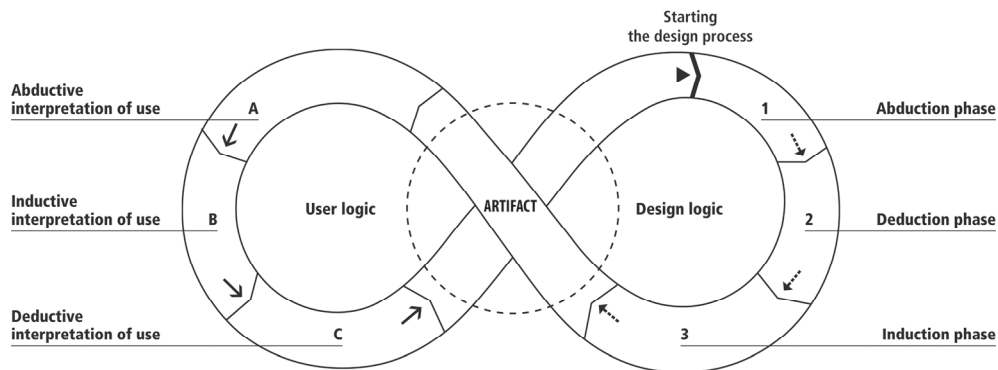 Starting
the design process
Abductive
interpretation of use
A
1
Abduction phase
Inductive
interpretation of use
B
User logic
ARTIFACT
Design logic
2
Deduction phase
Deductive
interpretation of use
C
3
Induction phase